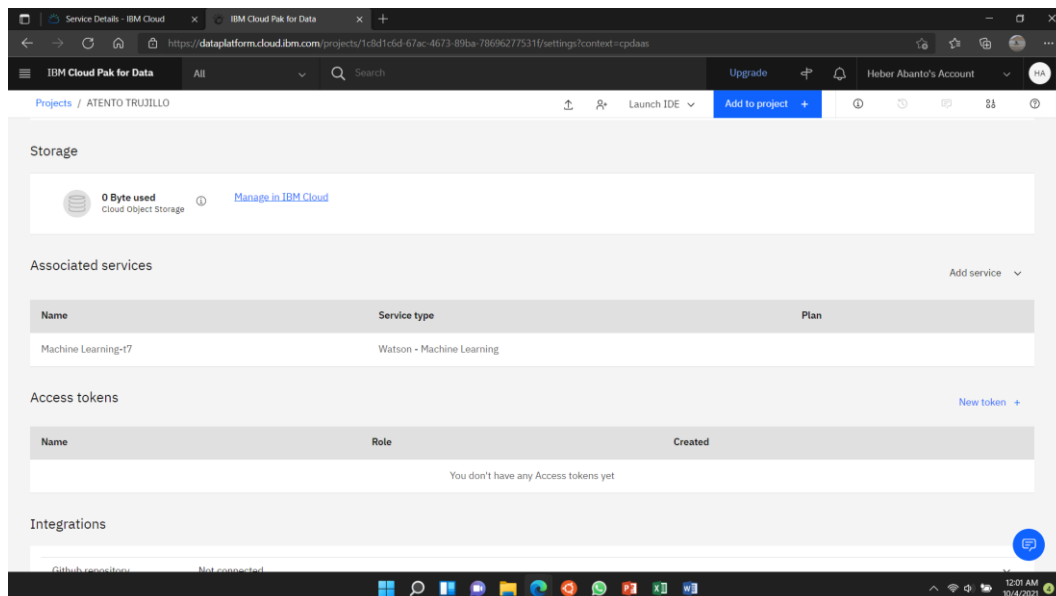 Service Details - IBM Cloud
IBM Cloud Pak for Data
https://dataplatform.cloud.ibm.com/projects/1c8d1c6d-67ac-4673-89ba-78696277531f/settings?context=cpdaas
IBM Cloud Pak for Data All Search Upgrade Heber Abanto's Account HA
Projects / ATENTO TRUJILLO Launch IDE Add to project +
Storage
0 Byte used Manage in IBM Cloud
Cloud Object Storage
Associated services
Add service
Name Service type Plan
Machine Learning-t7 Watson - Machine Learning
Access tokens
New token +
Name Role Created
You don't have any Access tokens yet
Integrations
Github repository Not connected
12:01 AM
10/4/2021 4